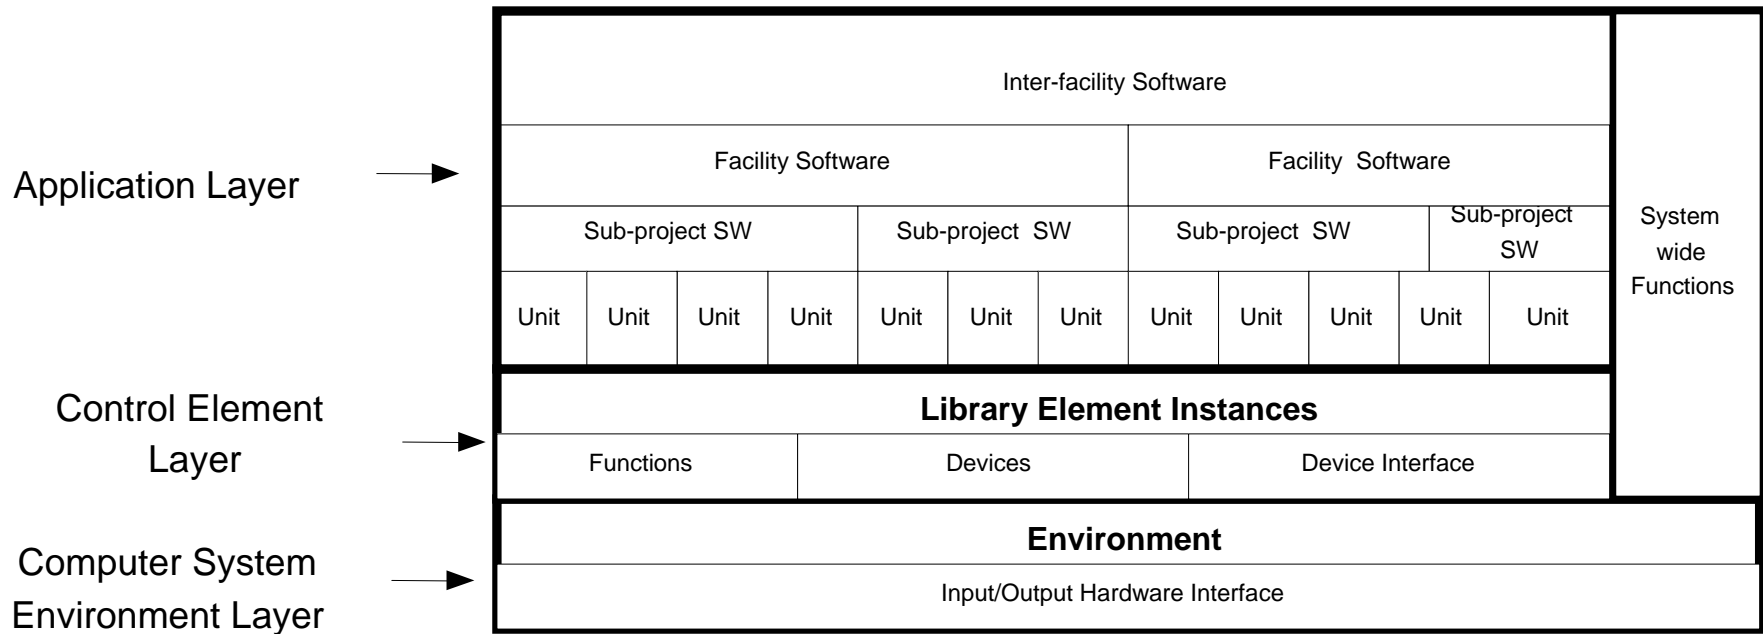 Inter-facility Software
Application Layer
Facility Software
Facility Software
Sub-project SW
Sub-project SW
Sub-project SW
Sub-project
SW
Unit
Unit
Unit
Unit
Unit
Unit
Unit
Unit
Unit
Unit
Unit
Unit
System
wide
Functions
Control Element
Layer
Library Element Instances
Functions
Devices
Device Interface
Computer System
Environment Layer
Environment
Input/Output Hardware Interface